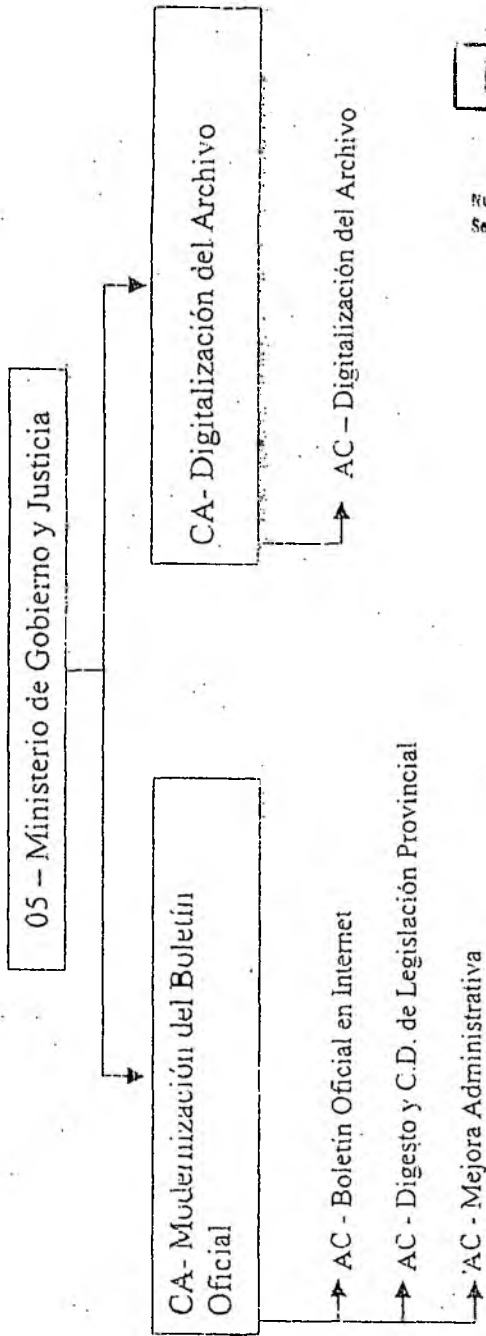 05 – Ministerio de Gobierno y Justicia
CA- Modernización del Boletín
Oficial
AC - Boletín Oficial en Internet
AC - Digesto y C.D. de Legislación Provincial
AC - Mejora Administrativa
CA- Digitalización del Archivo
AC – Digitalización del Archivo